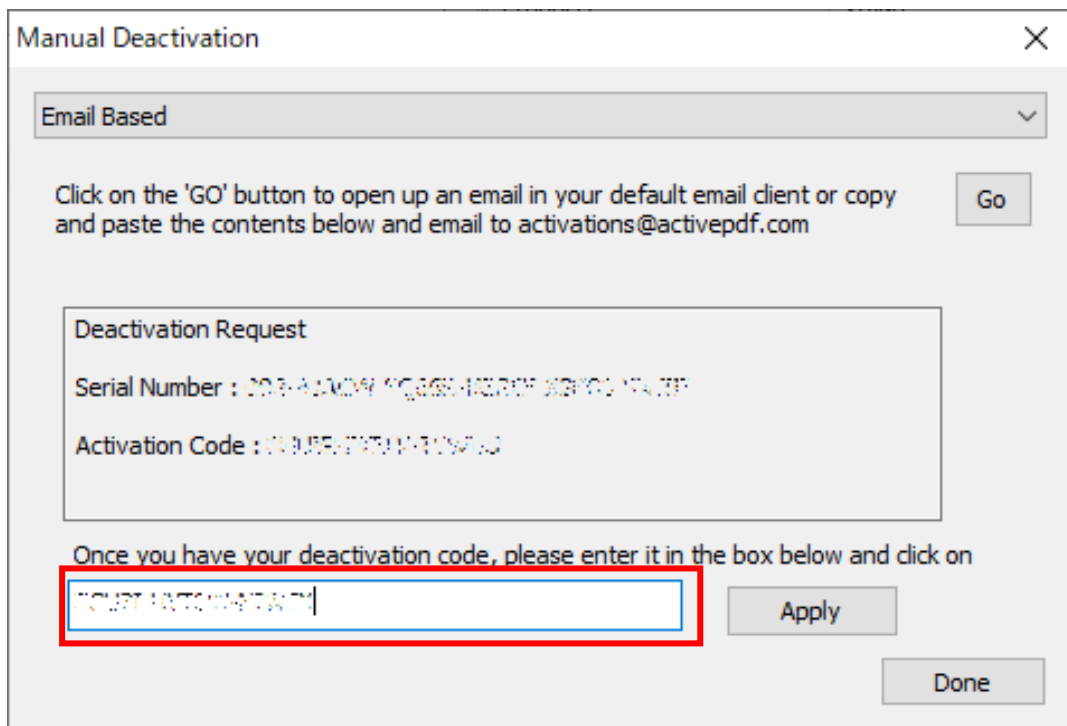 Manual Deactivation
Email Based
Click on the 'GO' button to open up an email in your default email client or copy
and paste the contents below and email to activations@activepdf.com
Go
Deactivation Request
Serial Number :
Activation Code :
Once you have your deactivation code, please enter it in the box below and click on
Apply
Done